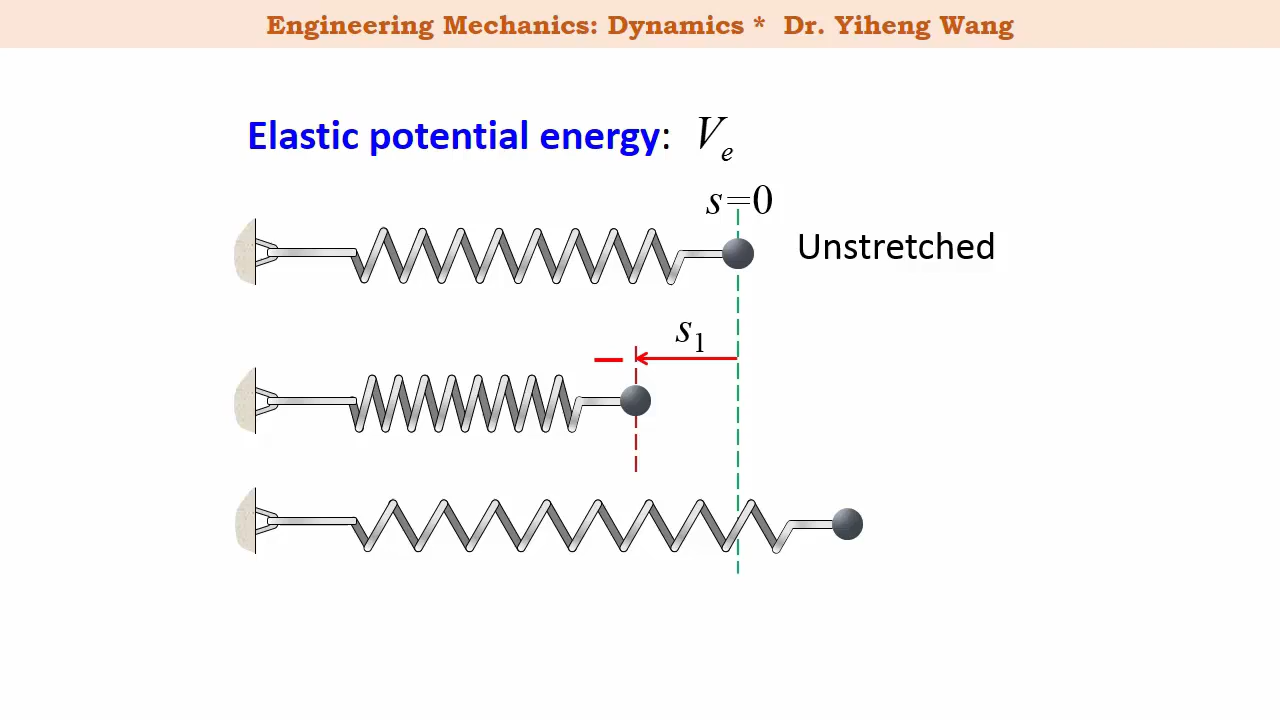 Engineering Mechanics: Dynamics * Dr. Yiheng Wang
Elastic potential energy: Vₑ
s=0
Unstretched
s₁